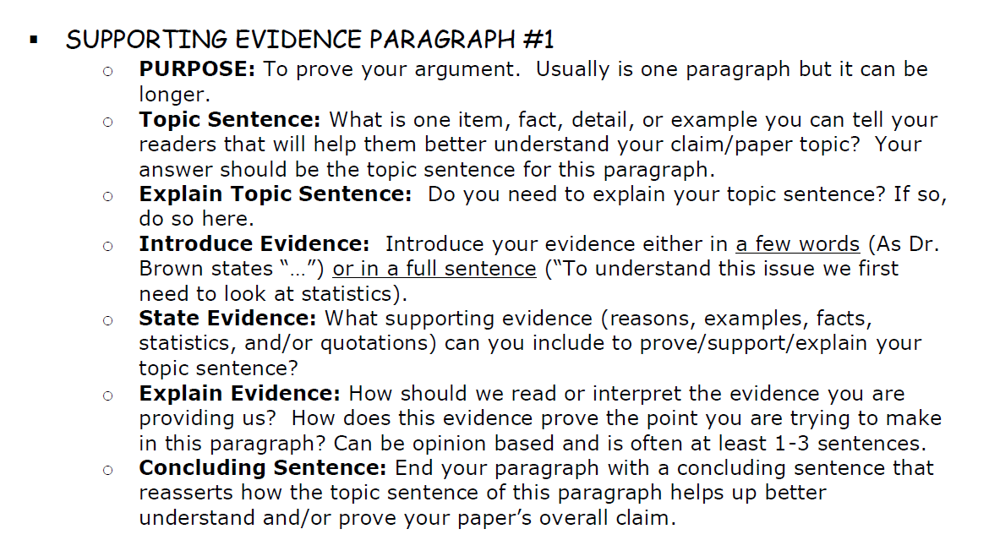 ▪ SUPPORTING EVIDENCE PARAGRAPH #1
o PURPOSE: To prove your argument.  Usually is one paragraph but it can be
longer.
o Topic Sentence: What is one item, fact, detail, or example you can tell your
readers that will help them better understand your claim/paper topic?  Your
answer should be the topic sentence for this paragraph.
o Explain Topic Sentence:  Do you need to explain your topic sentence? If so,
do so here.
o Introduce Evidence:  Introduce your evidence either in a few words (As Dr.
Brown states “…”) or in a full sentence (“To understand this issue we first
need to look at statistics).
o State Evidence: What supporting evidence (reasons, examples, facts,
statistics, and/or quotations) can you include to prove/support/explain your
topic sentence?
o Explain Evidence: How should we read or interpret the evidence you are
providing us?  How does this evidence prove the point you are trying to make
in this paragraph? Can be opinion based and is often at least 1-3 sentences.
o Concluding Sentence: End your paragraph with a concluding sentence that
reasserts how the topic sentence of this paragraph helps up better
understand and/or prove your paper’s overall claim.